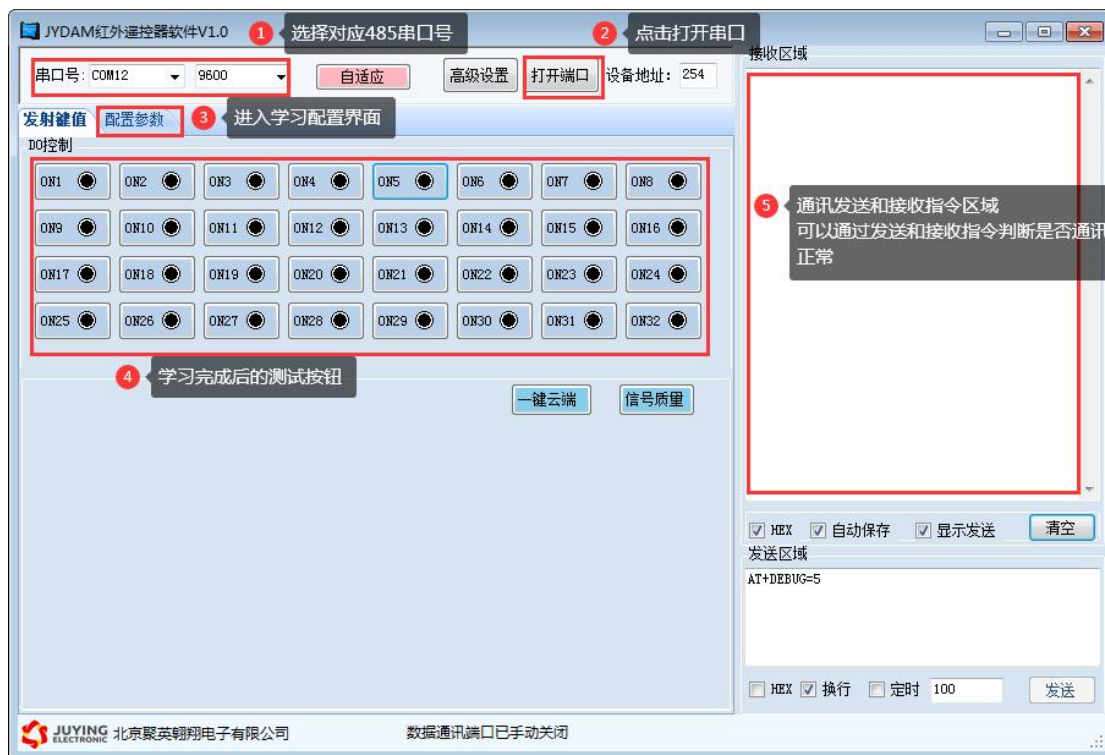 JYDAM红外遥控器软件V1.0
1 选择对应485串口号
2 点击打开串口
串口号: COM12 9600 自适应 高级设置 打开端口 设备地址: 254
发射键值 配置参数
3 进入学习配置界面
DO控制
ON1 ON2 ON3 ON4 ON5 ON6 ON7 ON8
ON9 ON10 ON11 ON12 ON13 ON14 ON15 ON16
ON17 ON18 ON19 ON20 ON21 ON22 ON23 ON24
ON25 ON26 ON27 ON28 ON29 ON30 ON31 ON32
4 学习完成后的测试按钮
一键云端 信号质量
接收区域
5 通讯发送和接收指令区域
可以通过发送和接收指令判断是否通讯
正常
HEX 自动保存 显示发送 清空
发送区域
AT+DEBUG=5
HEX 换行 定时 100 发送
JUYING
ELECTRONIC
北京聚英翱翔电子有限公司 数据通讯端口已手动关闭